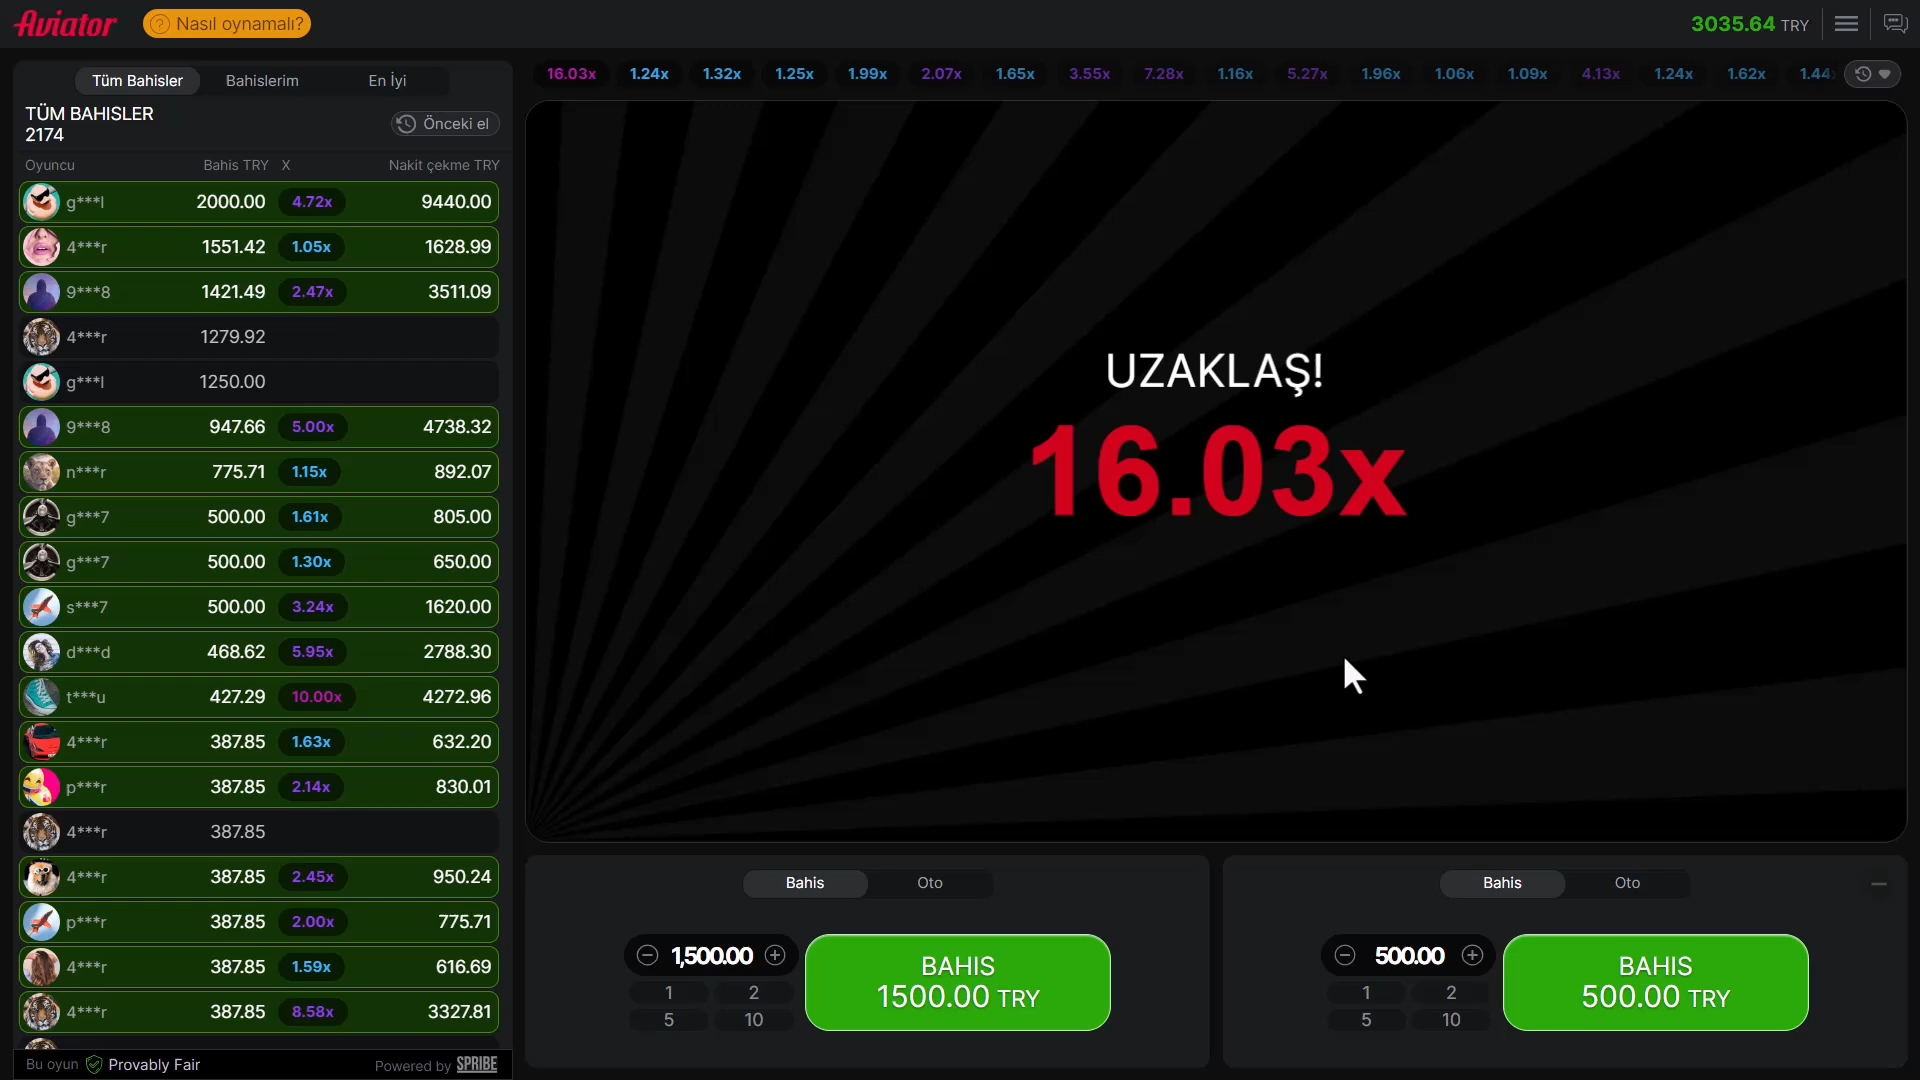 Aviator
? Nasıl oynamalı?
3035.64 TRY
Tüm Bahisler Bahislerim En İyi
16.03x 1.24x 1.32x 1.25x 1.99x 2.07x 1.65x 3.55x 7.28x 1.16x 5.27x 1.96x 1.06x 1.09x 4.13x 1.24x 1.62x 1.44
TÜM BAHISLER
2174
Önceki el
Oyuncu Bahis TRY X Nakit çekme TRY
g***l 2000.00 4.72x 9440.00
4***r 1551.42 1.05x 1628.99
9***8 1421.49 2.47x 3511.09
4***r 1279.92
g***l 1250.00
9***8 947.66 5.00x 4738.32
n***r 775.71 1.15x 892.07
g***7 500.00 1.61x 805.00
g***7 500.00 1.30x 650.00
s***7 500.00 3.24x 1620.00
d***d 468.62 5.95x 2788.30
t***u 427.29 10.00x 4272.96
4***r 387.85 1.63x 632.20
p***r 387.85 2.14x 830.01
4***r 387.85
4***r 387.85 2.45x 950.24
p***r 387.85 2.00x 775.71
4***r 387.85 1.59x 616.69
4***r 387.85 8.58x 3327.81
Bu oyun Provably Fair Powered by SPRIBE
UZAKLAŞ!
16.03x
Bahis Oto
1,500.00
1 2
5 10
BAHIS
1500.00 TRY
Bahis Oto
500.00
1 2
5 10
BAHIS
500.00 TRY